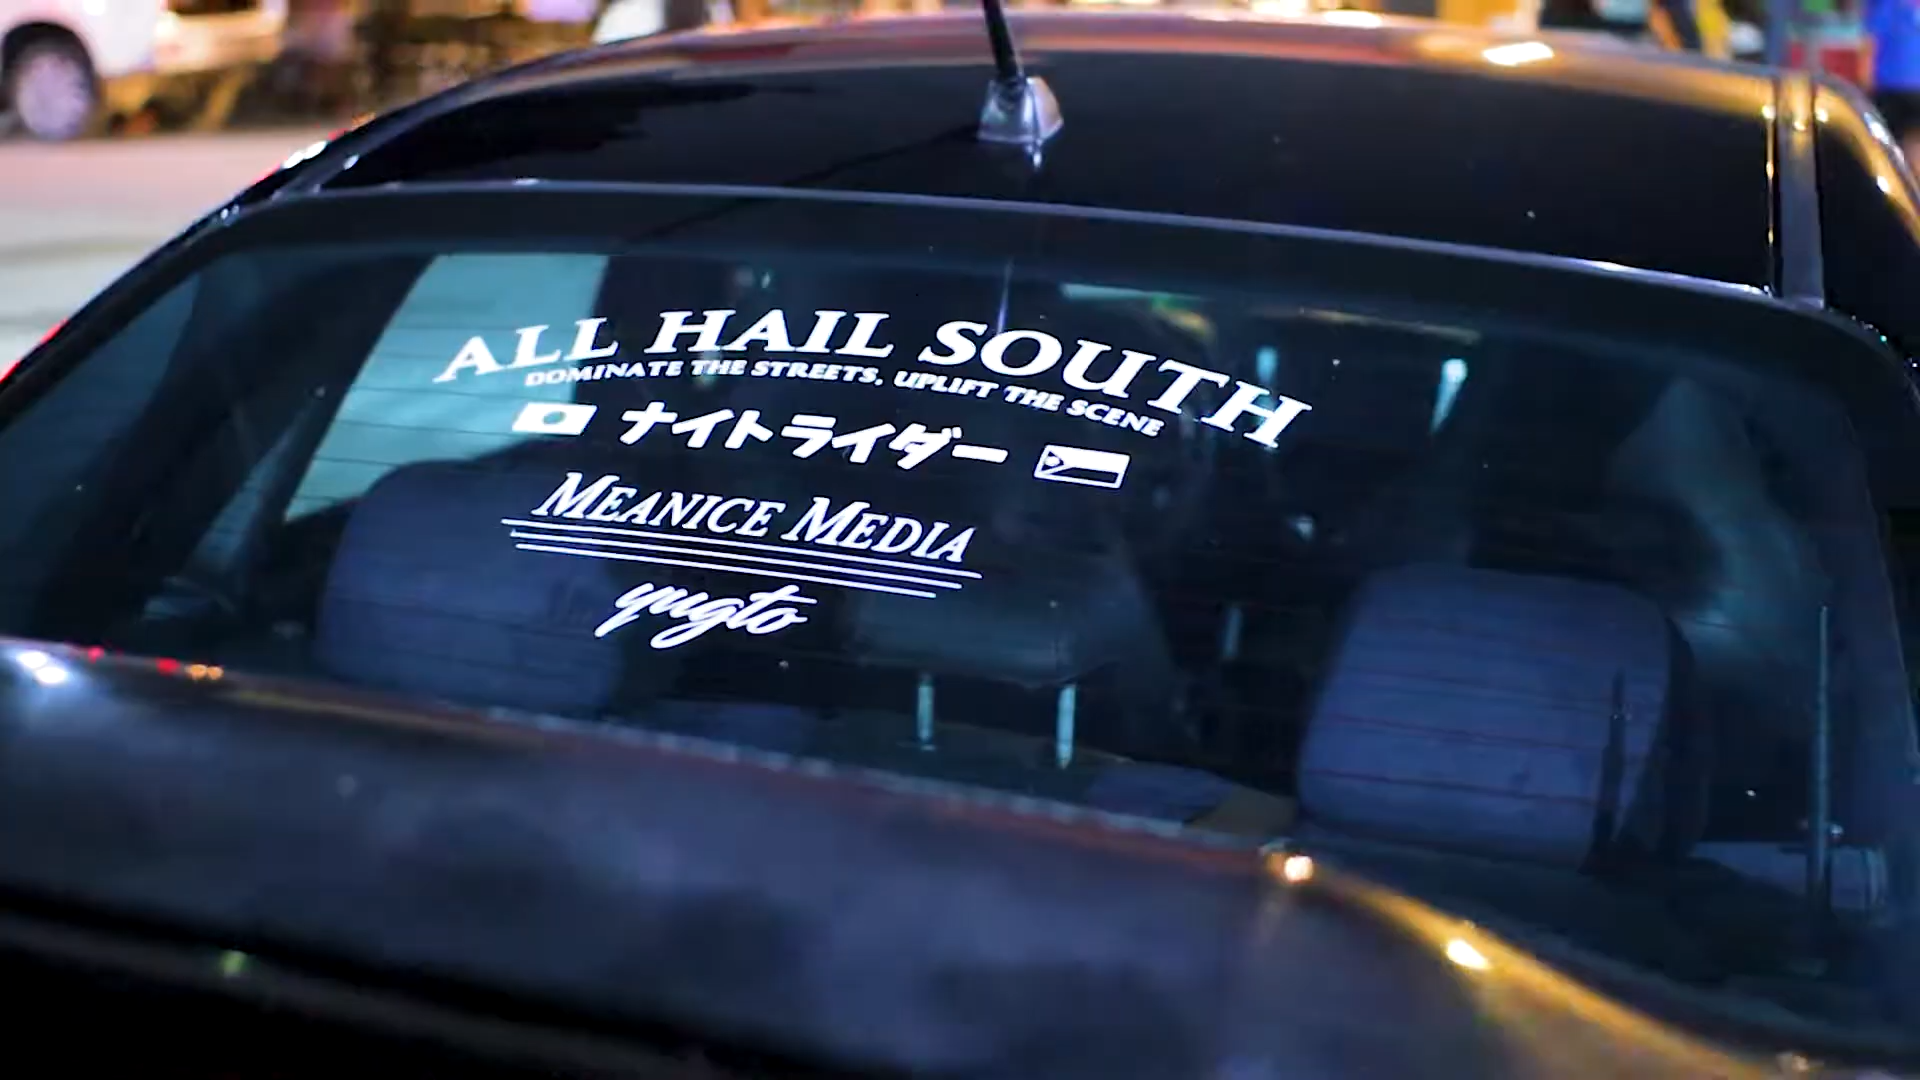 ALL HAIL SOUTH
DOMINATE THE STREETS. UPLIFT THE SCENE
ナイトライダー
MEANICE MEDIA
yugto